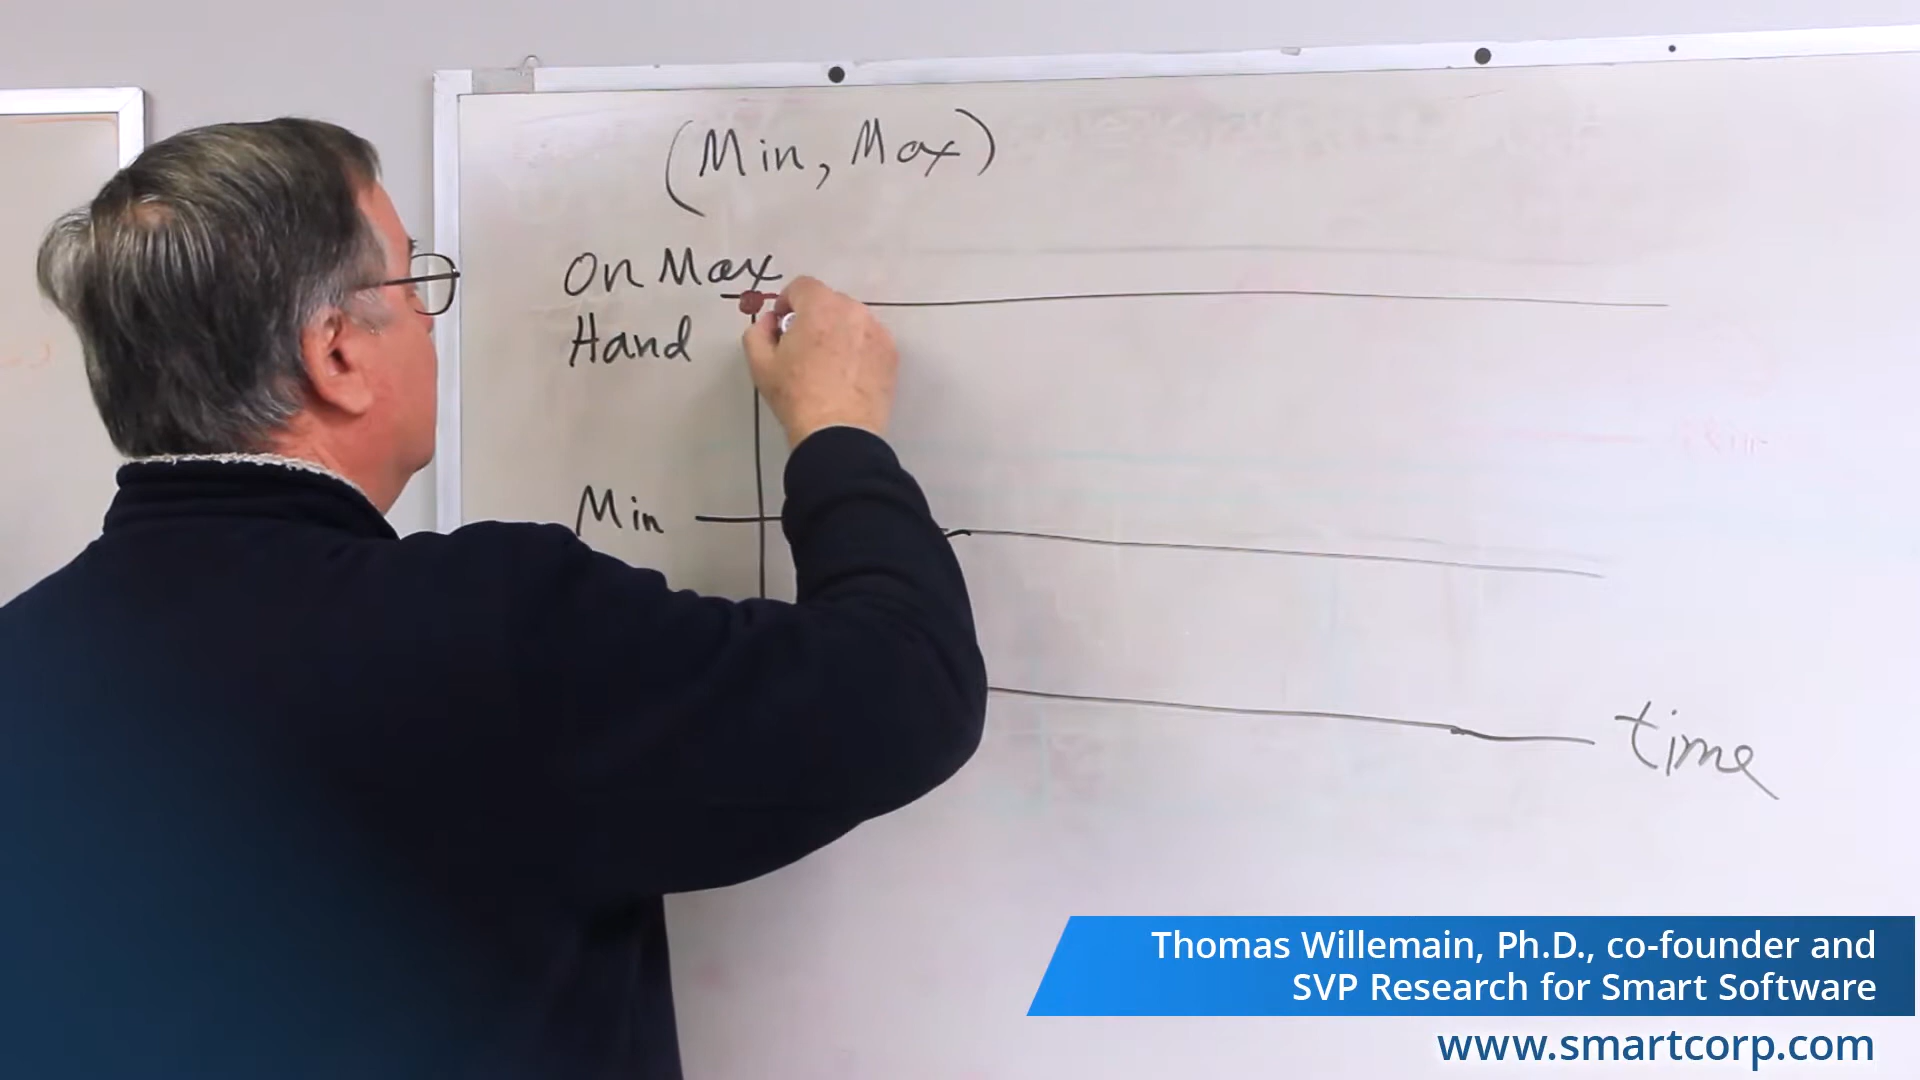 (Min, Max)
On Max
Hand
Min
time
Thomas Willemain, Ph.D., co-founder and
SVP Research for Smart Software
www.smartcorp.com